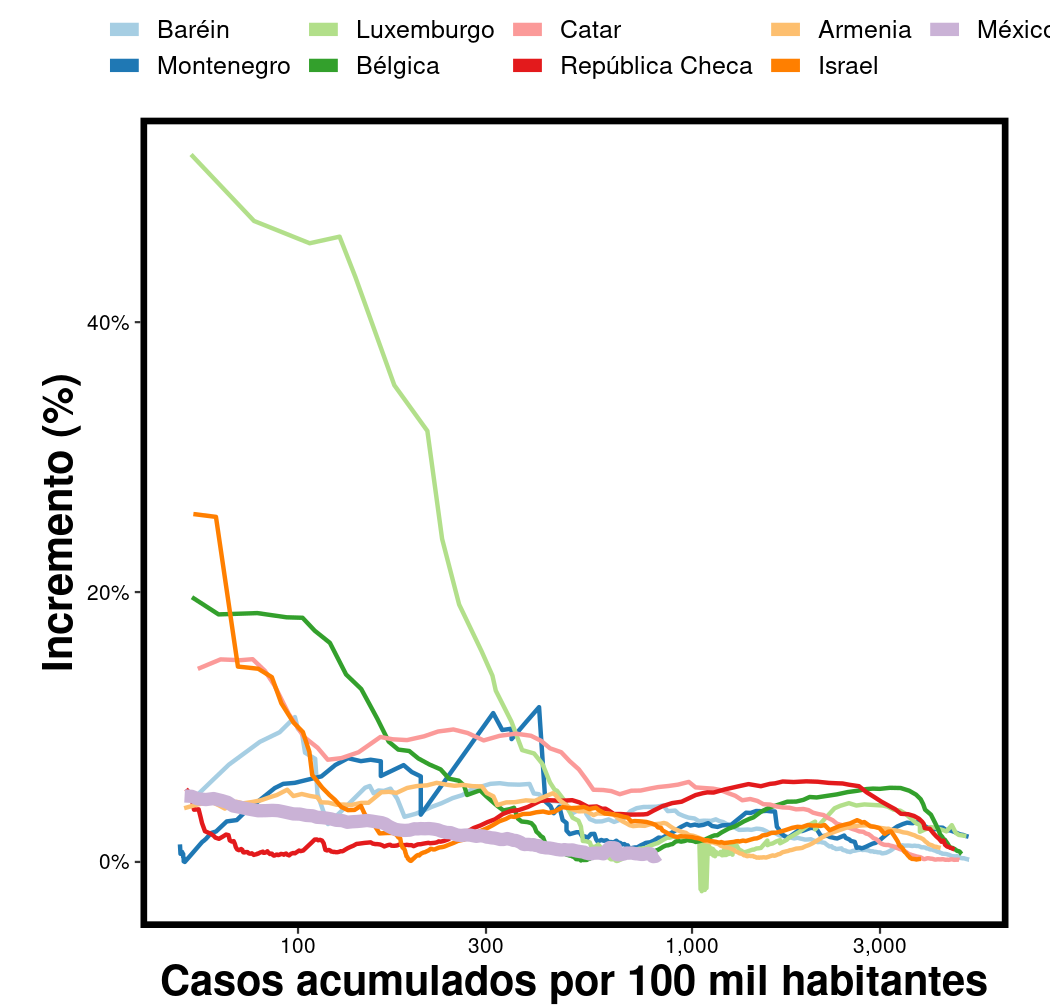 Baréin Luxemburgo Catar Armenia México
Montenegro Bélgica República Checa Israel
40%
20%
0%
Incremento (%)
100 300 1,000 3,000
Casos acumulados por 100 mil habitantes